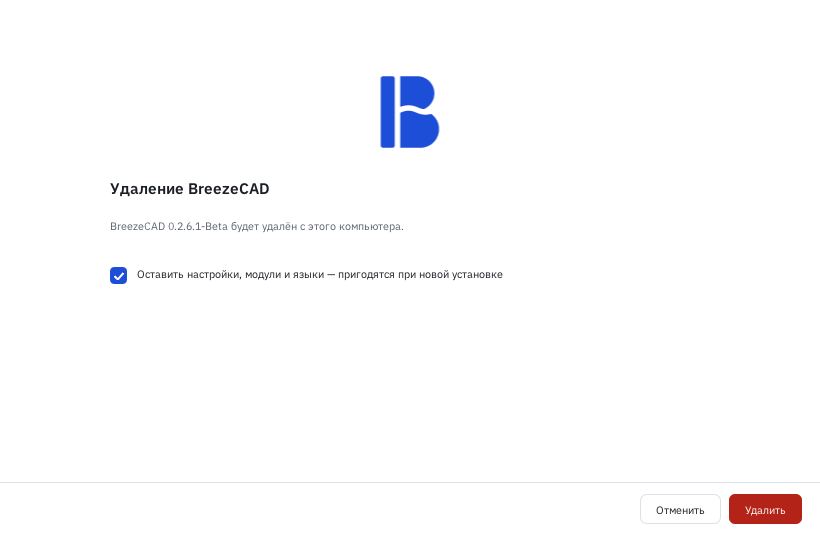 Удаление BreezeCAD
BreezeCAD 0.2.6.1-Beta будет удалён с этого компьютера.
Оставить настройки, модули и языки — пригодятся при новой установке
Отменить
Удалить